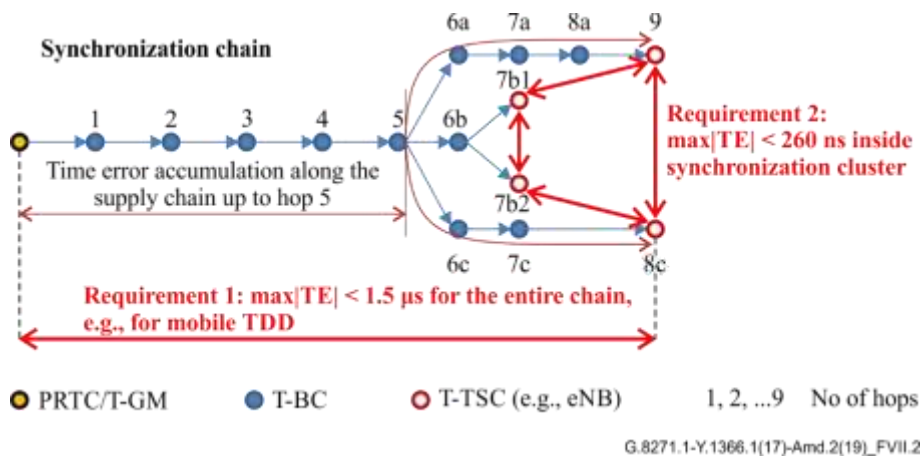 6a 7a 8a 9
Synchronization chain
7b1
1 2 3 4 5 6b
Requirement 2:
max|TE| < 260 ns inside
synchronization cluster
Time error accumulation along the
supply chain up to hop 5
7b2
6c 7c 8c
Requirement 1: max|TE| < 1.5 μs for the entire chain,
e.g., for mobile TDD
PRTC/T-GM T-BC T-TSC (e.g., eNB) 1, 2, ...9 No of hops
G.8271.1-Y.1366.1(17)-Amd.2(19)_FVII.2